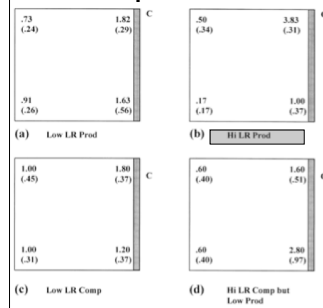 .73 1.82 C
(.24) (.29)
.91 1.63
(.26) (.56)
(a) Low LR Prod
.50 3.83
(.34) (.31)
.17 1.00
(.17) (.37)
(b) Hi LR Prod
1.00 1.80 C
(.45) (.37)
1.00 1.20
(.31) (.37)
(c) Low LR Comp
.60 1.60 C
(.40) (.51)
.60 2.80
(.40) (.97)
(d) Hi LR Comp but
Low Prod